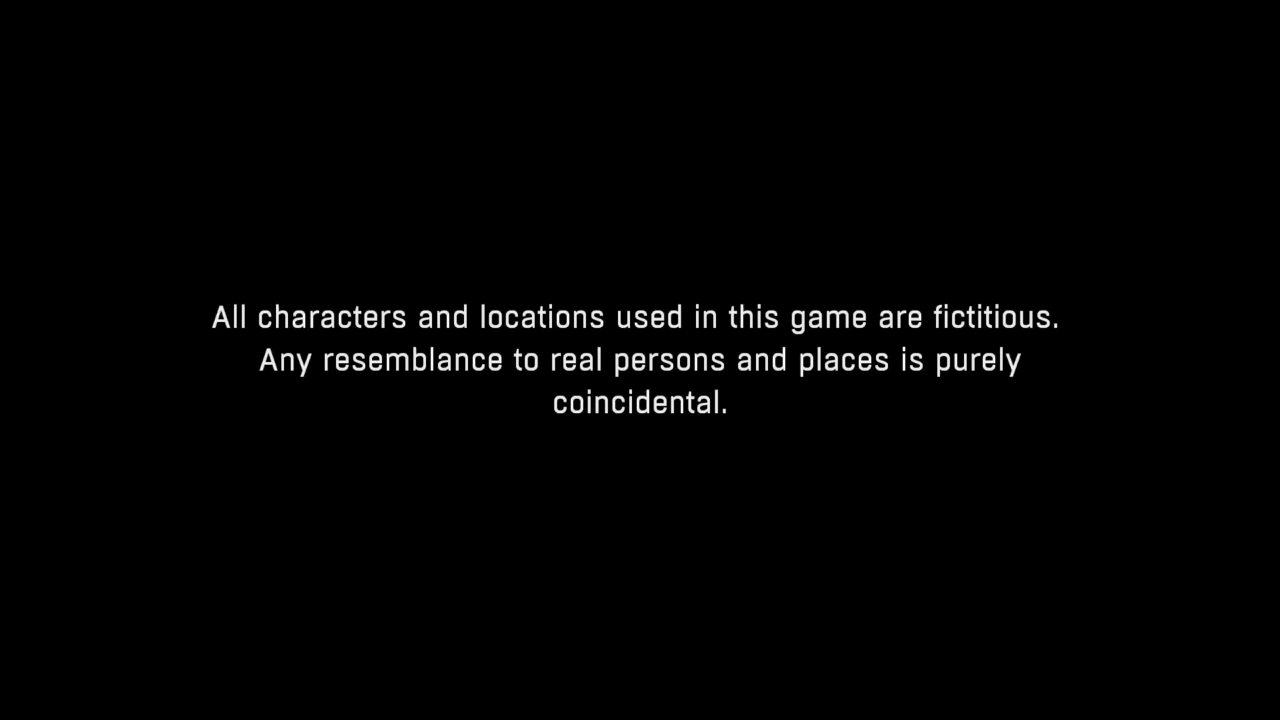 All characters and locations used in this game are fictitious.
Any resemblance to real persons and places is purely
coincidental.